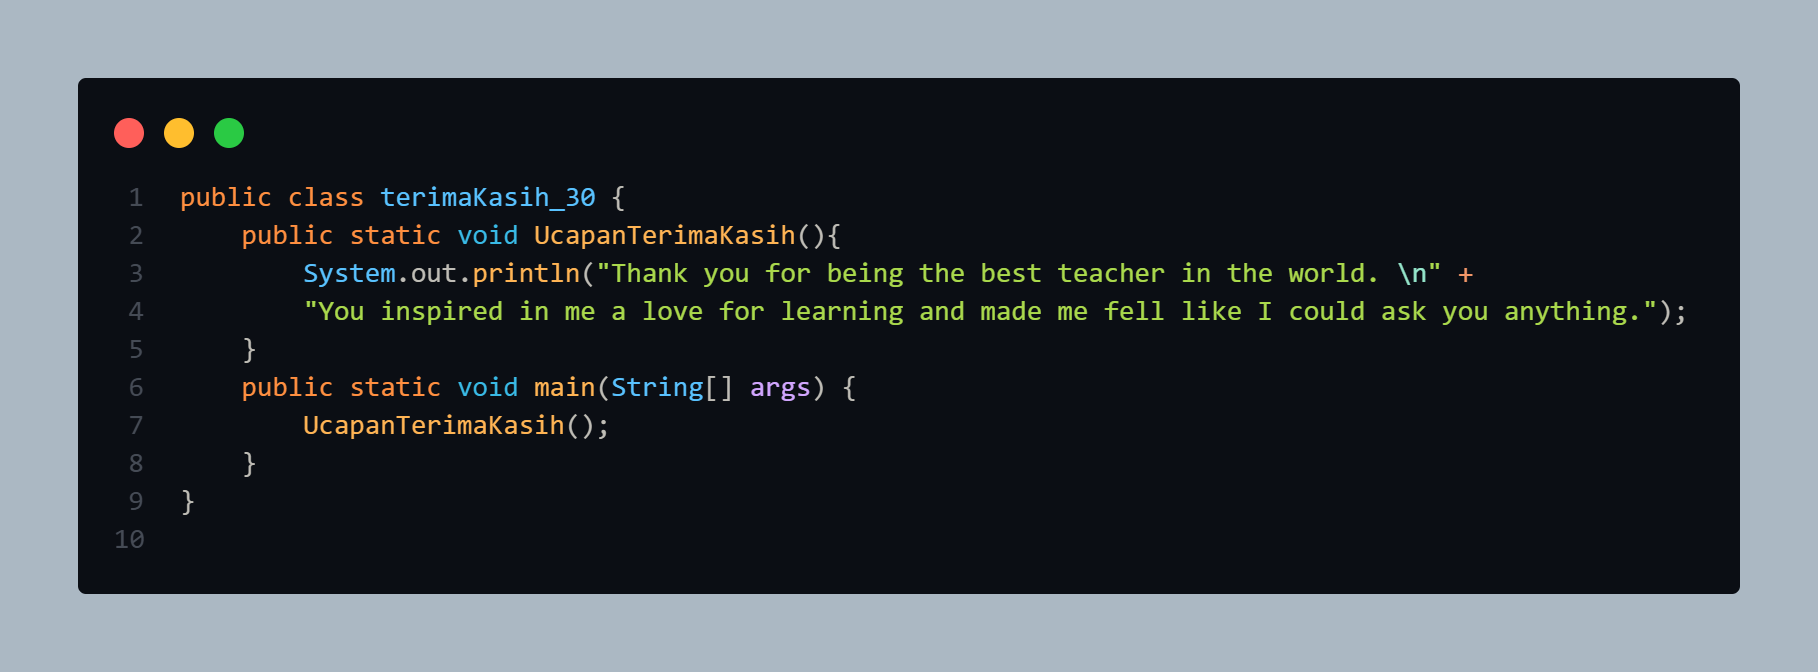 1 public class terimaKasih_30 {
2     public static void UcapanTerimaKasih(){
3         System.out.println("Thank you for being the best teacher in the world. \n" +
4         "You inspired in me a love for learning and made me fell like I could ask you anything.");
5     }
6     public static void main(String[] args) {
7         UcapanTerimaKasih();
8     }
9 }
10